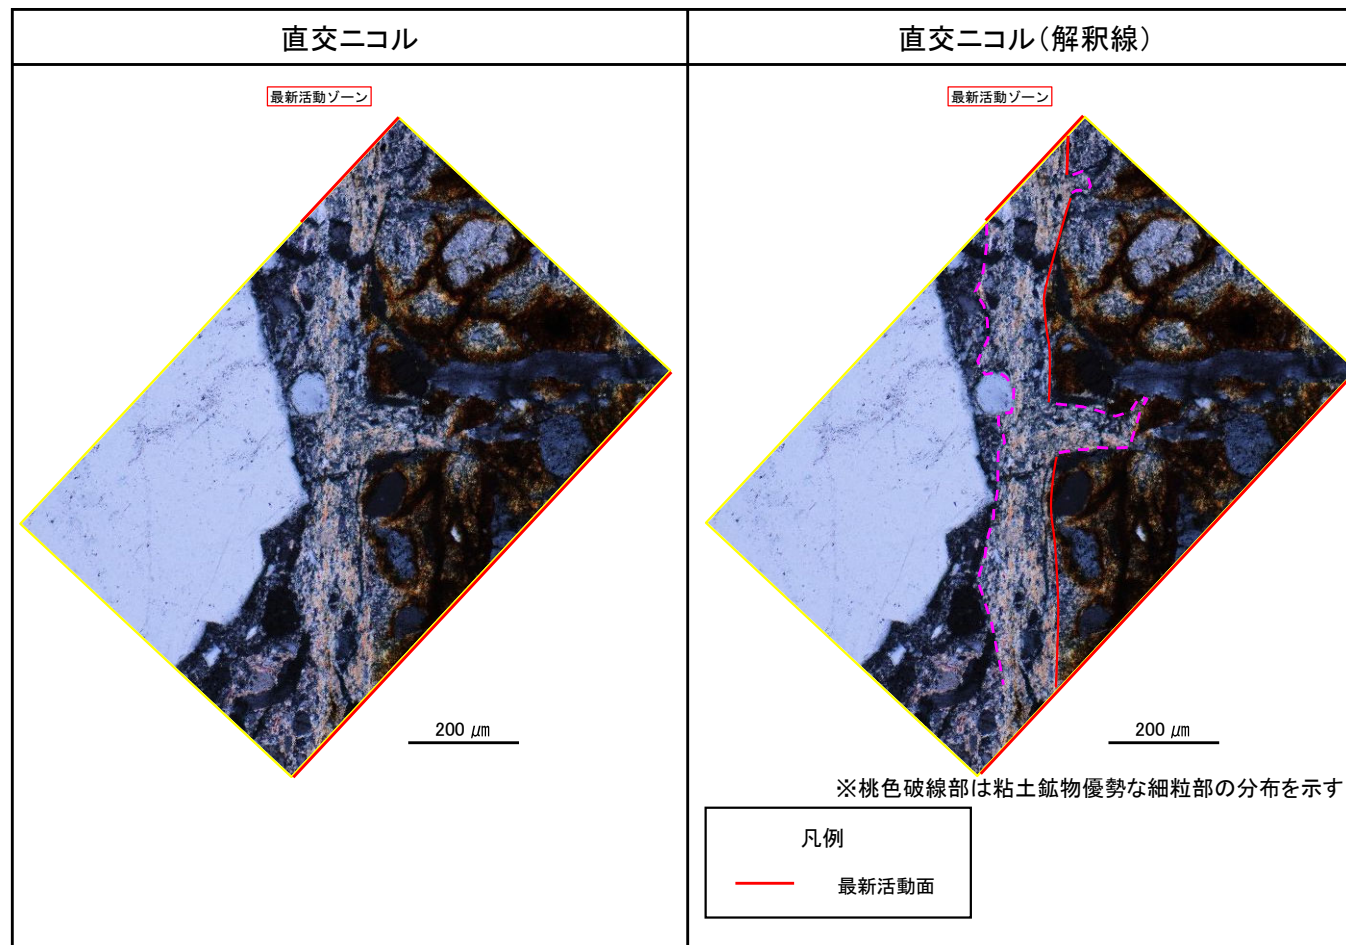 直交ニコル
直交ニコル(解釈線)
最新活動ゾーン
最新活動ゾーン
200 μm
200 μm
※桃色破線部は粘土鉱物優勢な細粒部の分布を示す
凡例
最新活動面